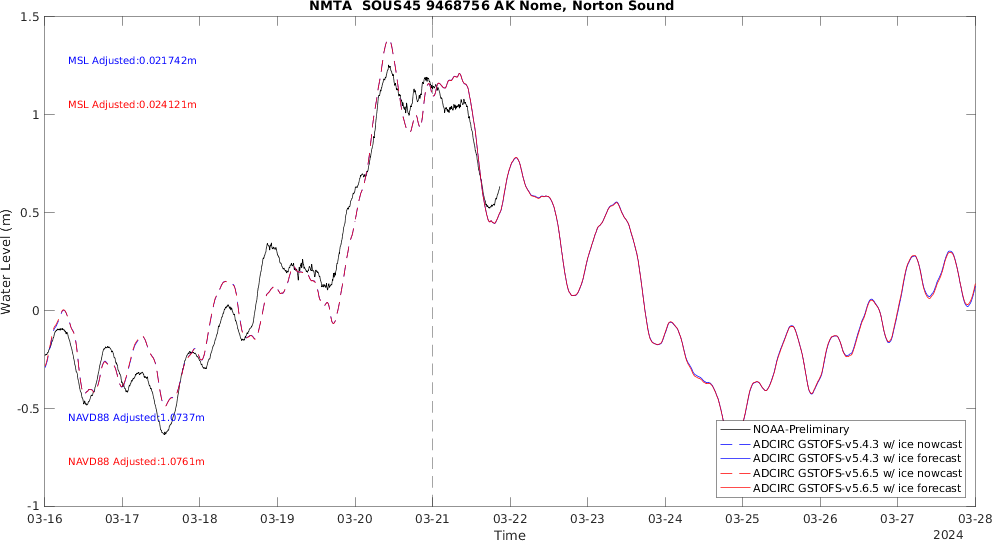 NMTA SOUS45 9468756 AK Nome, Norton Sound
1.5
MSL Adjusted:0.021742m
MSL Adjusted:0.024121m
1
0.5
Water Level (m)
0
-0.5
NAVD88 Adjusted:1.0737m
NAVD88 Adjusted:1.0761m
NOAA-Preliminary
ADCIRC GSTOFS-v5.4.3 w/ ice nowcast
ADCIRC GSTOFS-v5.4.3 w/ ice forecast
ADCIRC GSTOFS-v5.6.5 w/ ice nowcast
ADCIRC GSTOFS-v5.6.5 w/ ice forecast
-1
03-16 03-17 03-18 03-19 03-20 03-21 03-22 03-23 03-24 03-25 03-26 03-27 03-28
Time
2024